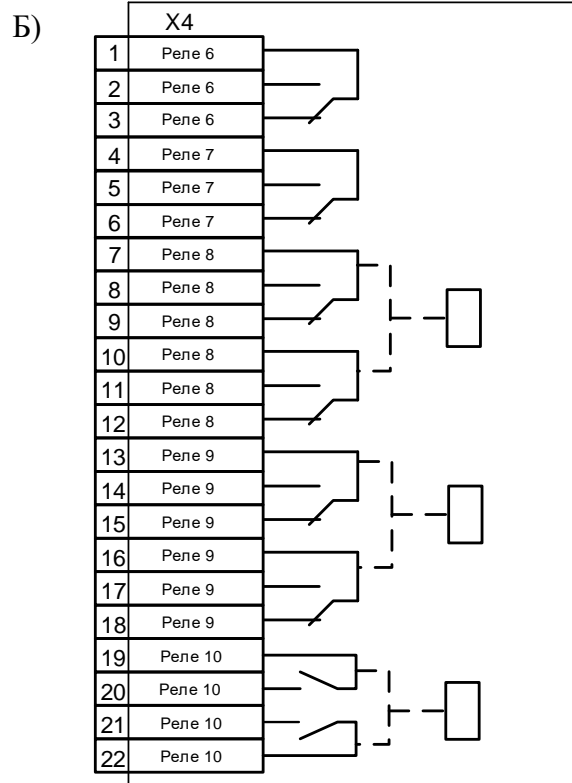 Б)
X4
1 Реле 6
2 Реле 6
3 Реле 6
4 Реле 7
5 Реле 7
6 Реле 7
7 Реле 8
8 Реле 8
9 Реле 8
10 Реле 8
11 Реле 8
12 Реле 8
13 Реле 9
14 Реле 9
15 Реле 9
16 Реле 9
17 Реле 9
18 Реле 9
19 Реле 10
20 Реле 10
21 Реле 10
22 Реле 10